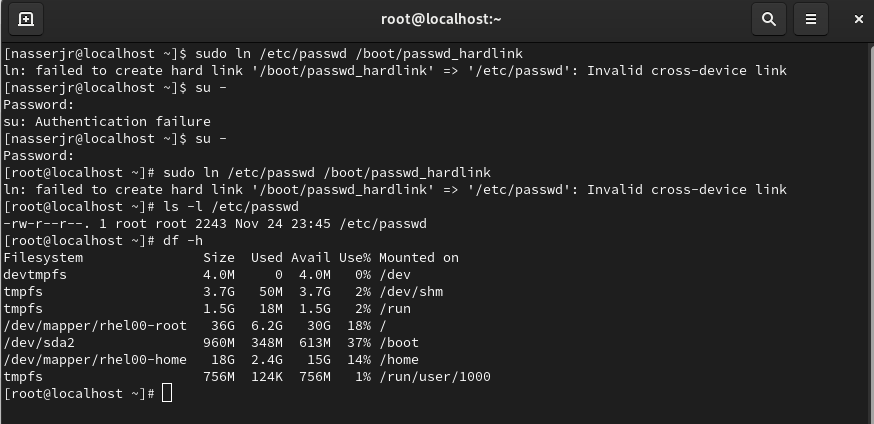 root@localhost:~
[nasserjr@localhost ~]$ sudo ln /etc/passwd /boot/passwd_hardlink
ln: failed to create hard link '/boot/passwd_hardlink' => '/etc/passwd': Invalid cross-device link
[nasserjr@localhost ~]$ su -
Password:
su: Authentication failure
[nasserjr@localhost ~]$ su -
Password:
[root@localhost ~]# sudo ln /etc/passwd /boot/passwd_hardlink
ln: failed to create hard link '/boot/passwd_hardlink' => '/etc/passwd': Invalid cross-device link
[root@localhost ~]# ls -l /etc/passwd
-rw-r--r--. 1 root root 2243 Nov 24 23:45 /etc/passwd
[root@localhost ~]# df -h
Filesystem               Size  Used Avail Use% Mounted on
devtmpfs                 4.0M     0  4.0M   0% /dev
tmpfs                    3.7G   50M  3.7G   2% /dev/shm
tmpfs                    1.5G   18M  1.5G   2% /run
/dev/mapper/rhel00-root   36G  6.2G   30G  18% /
/dev/sda2                960M  348M  613M  37% /boot
/dev/mapper/rhel00-home   18G  2.4G   15G  14% /home
tmpfs                    756M  124K  756M   1% /run/user/1000
[root@localhost ~]#